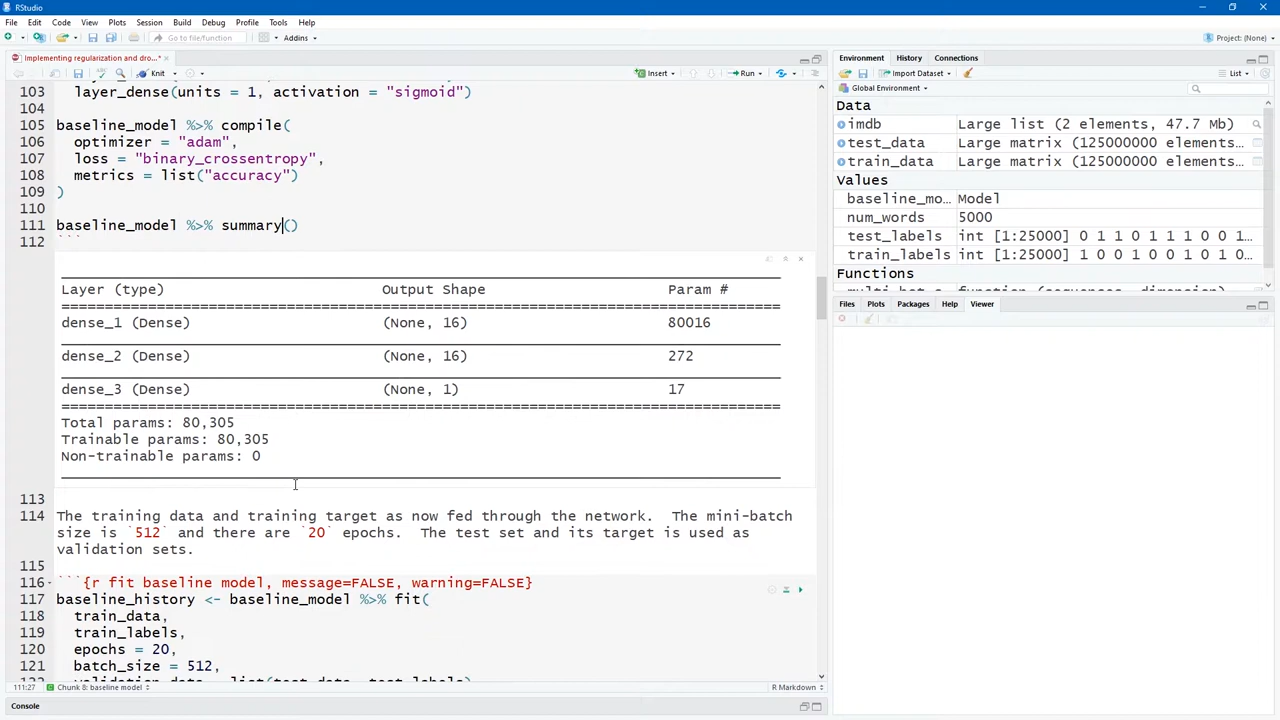 RStudio
File Edit Code View Plots Session Build Debug Profile Tools Help
Go to file/function Addins Project: (None)
Implementing regularization and dro...*
Knit Insert Run
103 layer_dense(units = 1, activation = "sigmoid")
104
105 baseline_model %>% compile(
106 optimizer = "adam",
107 loss = "binary_crossentropy",
108 metrics = list("accuracy")
109 )
110
111 baseline_model %>% summary()
112 ```
Layer (type) Output Shape Param #
================================================================================
dense_1 (Dense) (None, 16) 80016
dense_2 (Dense) (None, 16) 272
dense_3 (Dense) (None, 1) 17
================================================================================
Total params: 80,305
Trainable params: 80,305
Non-trainable params: 0
113
114 The training data and training target as now fed through the network. The mini-batch
size is `512` and there are `20` epochs. The test set and its target is used as
validation sets.
115
116 ```{r fit baseline model, message=FALSE, warning=FALSE}
117 baseline_history <- baseline_model %>% fit(
118 train_data,
119 train_labels,
120 epochs = 20,
121 batch_size = 512,
validation_data = list(test_data, test_labels)
111:27 Chunk 8: baseline model R Markdown
Console
Environment History Connections
Import Dataset List
Global Environment
Data
imdb Large list (2 elements, 47.7 Mb)
test_data Large matrix (125000000 elements...
train_data Large matrix (125000000 elements...
Values
baseline_mo... Model
num_words 5000
test_labels int [1:25000] 0 1 1 0 1 1 1 0 0 1...
train_labels int [1:25000] 1 0 0 1 0 0 1 0 1 0...
Functions
Files Plots Packages Help Viewer